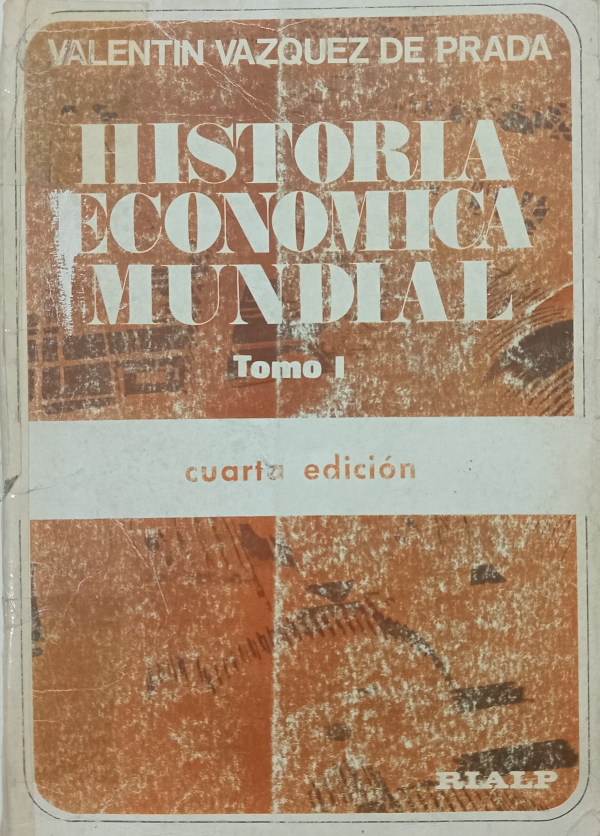 VALENTIN VAZQUEZ DE PRADA
HISTORIA
ECONOMICA
MUNDIAL
Tomo I
cuarta edición
RIALP